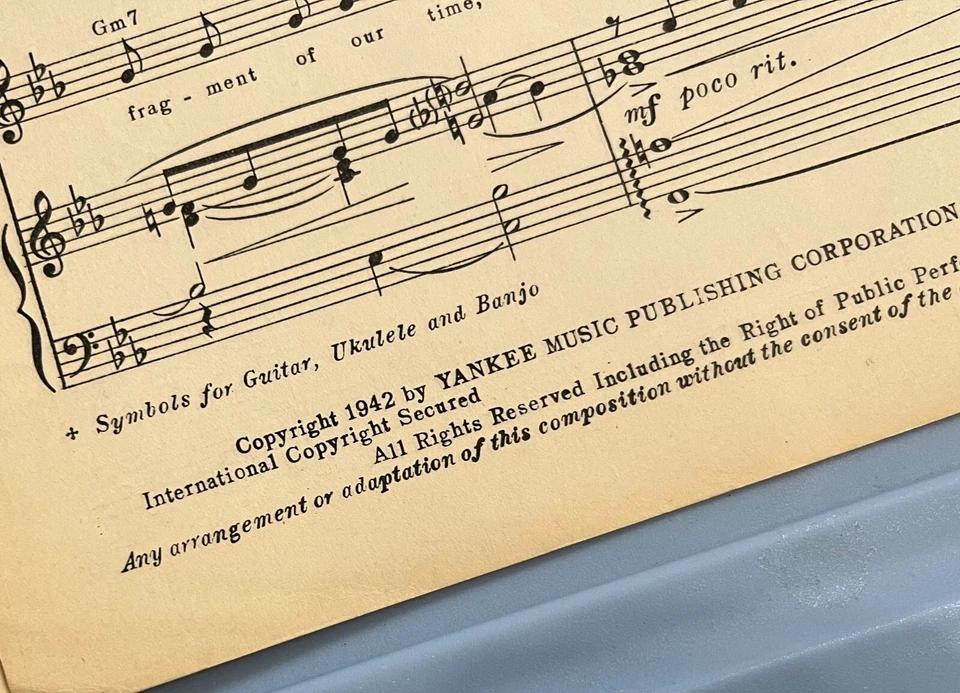 Gm7
frag - ment of our time,
mf poco rit.
+ Symbols for Guitar, Ukulele and Banjo
Copyright 1942 by YANKEE MUSIC PUBLISHING CORPORATION
International Copyright Secured
All Rights Reserved Including the Right of Public Perf
Any arrangement or adaptation of this composition without the consent of the